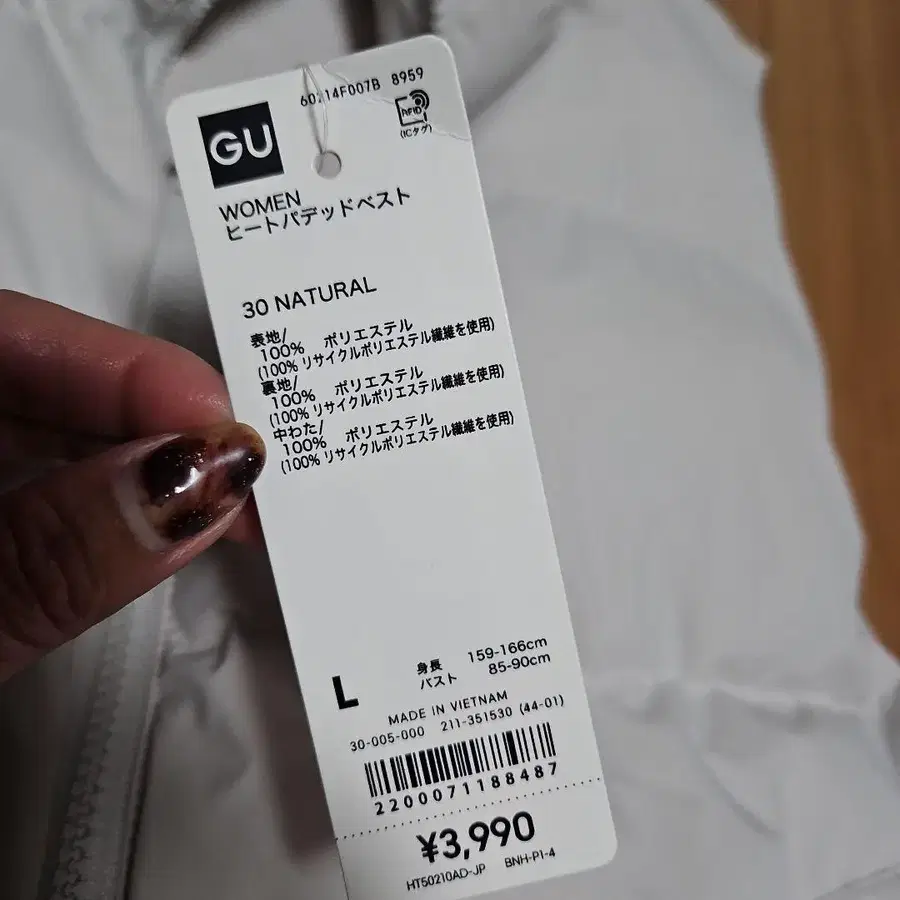 60214F007B 8959
GU
RFID
(ICタグ)
WOMEN
ヒートパデッドベスト
30 NATURAL
表地/
100% ポリエステル
(100% リサイクルポリエステル繊維を使用)
裏地/
100% ポリエステル
(100% リサイクルポリエステル繊維を使用)
中わた/
100% ポリエステル
(100% リサイクルポリエステル繊維を使用)
L
身長 159-166cm
バスト 85-90cm
MADE IN VIETNAM
30-005-000 211-351530 (44-01)
2200071188487
¥3,990
HT50210AD-JP BNH-P1-4